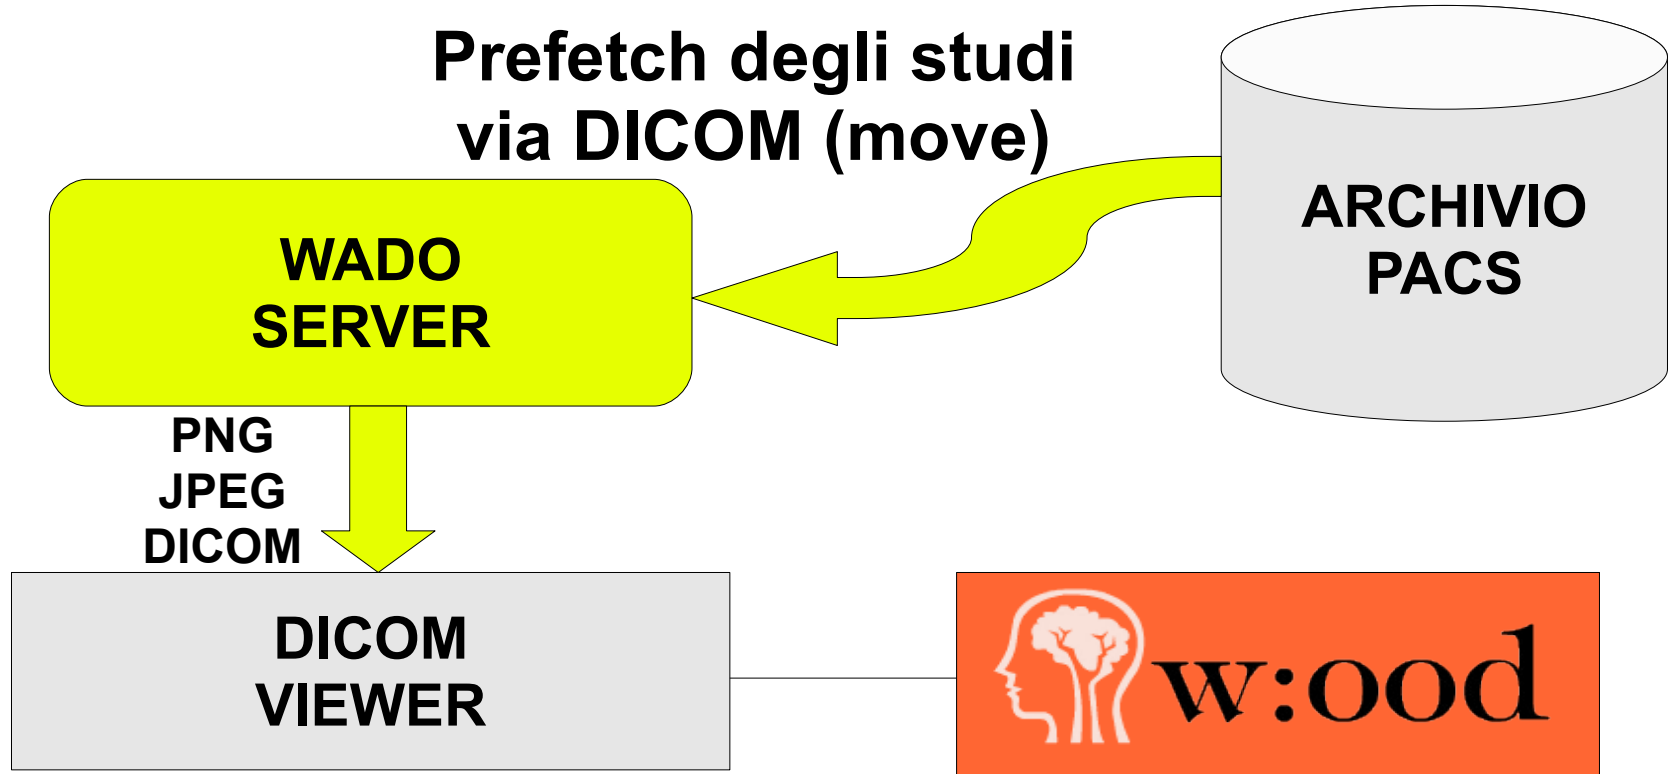 Prefetch degli studi
via DICOM (move)
ARCHIVIO
PACS
WADO
SERVER
PNG
JPEG
DICOM
DICOM
VIEWER
w:ood